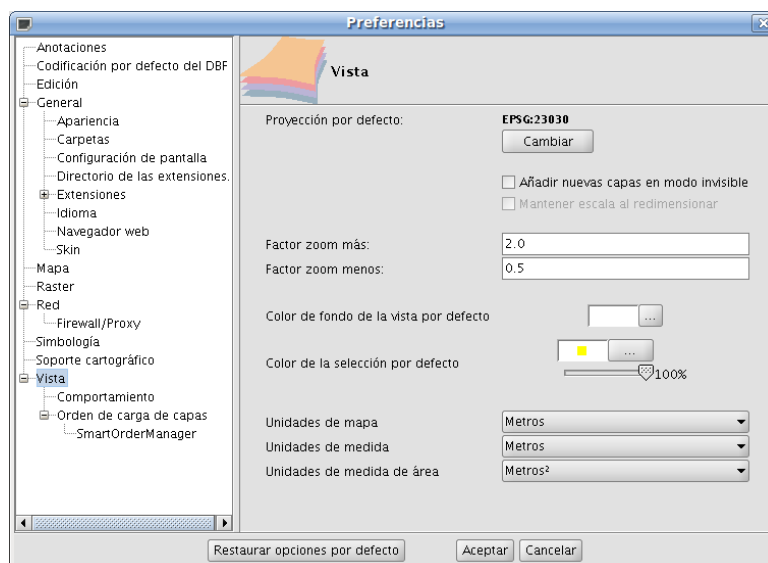 Preferencias
Anotaciones
Codificación por defecto del DBF
Edición
General
Apariencia
Carpetas
Configuración de pantalla
Directorio de las extensiones.
Extensiones
Idioma
Navegador web
Skin
Mapa
Raster
Red
Firewall/Proxy
Simbología
Soporte cartográfico
Vista
Comportamiento
Orden de carga de capas
SmartOrderManager
Vista
Proyección por defecto: EPSG:23030
Cambiar
Añadir nuevas capas en modo invisible
Mantener escala al redimensionar
Factor zoom más: 2.0
Factor zoom menos: 0.5
Color de fondo de la vista por defecto ...
Color de la selección por defecto ...
100%
Unidades de mapa Metros
Unidades de medida Metros
Unidades de medida de área Metros²
Restaurar opciones por defecto Aceptar Cancelar